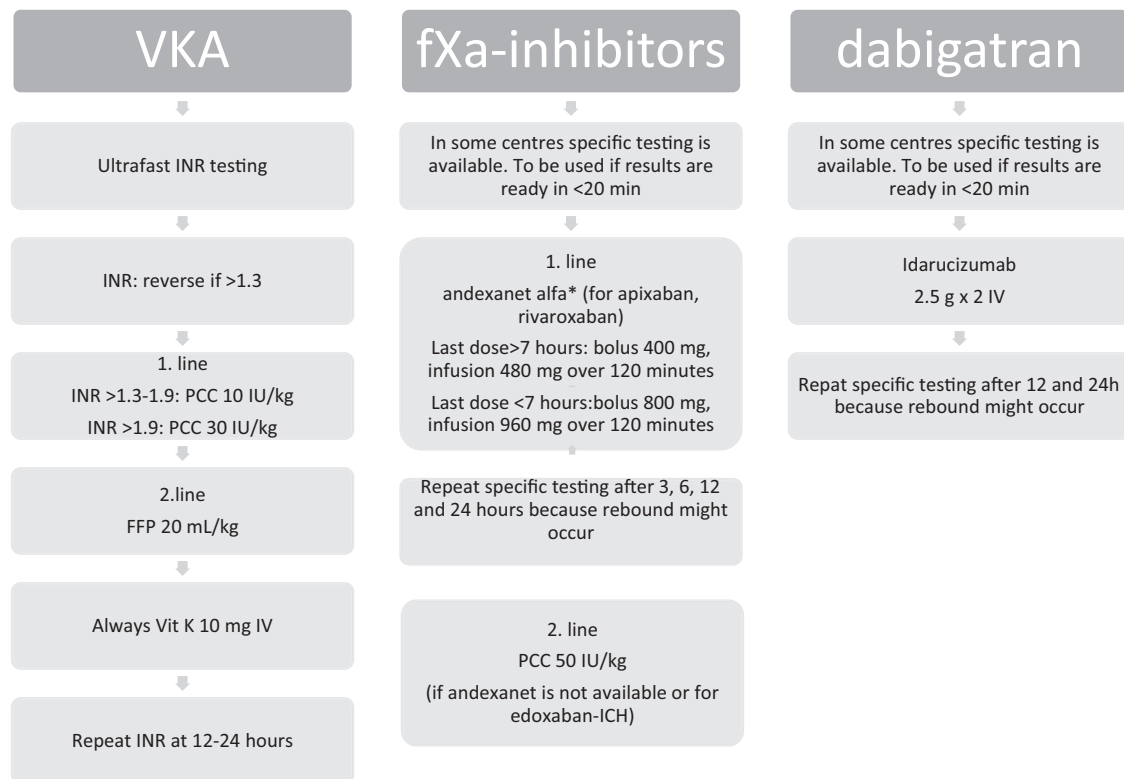 VKA
Ultrafast INR testing
INR: reverse if >1.3
1. line
INR >1.3-1.9: PCC 10 IU/kg
INR >1.9: PCC 30 IU/kg
2.line
FFP 20 mL/kg
Always Vit K 10 mg IV
Repeat INR at 12-24 hours
fXa-inhibitors
In some centres specific testing is
available. To be used if results are
ready in <20 min
1. line
andexanet alfa* (for apixaban,
rivaroxaban)
Last dose>7 hours: bolus 400 mg,
infusion 480 mg over 120 minutes
Last dose <7 hours:bolus 800 mg,
infusion 960 mg over 120 minutes
Repeat specific testing after 3, 6, 12
and 24 hours because rebound might
occur
2. line
PCC 50 IU/kg
(if andexanet is not available or for
edoxaban-ICH)
dabigatran
In some centres specific testing is
available. To be used if results are
ready in <20 min
Idarucizumab
2.5 g x 2 IV
Repat specific testing after 12 and 24h
because rebound might occur